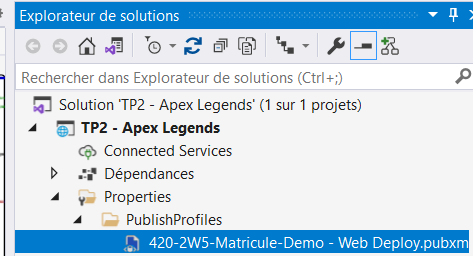 Explorateur de solutions
Rechercher dans Explorateur de solutions (Ctrl+;)
Solution 'TP2 - Apex Legends' (1 sur 1 projets)
TP2 - Apex Legends
Connected Services
Dépendances
Properties
PublishProfiles
420-2W5-Matricule-Demo - Web Deploy.pubxm